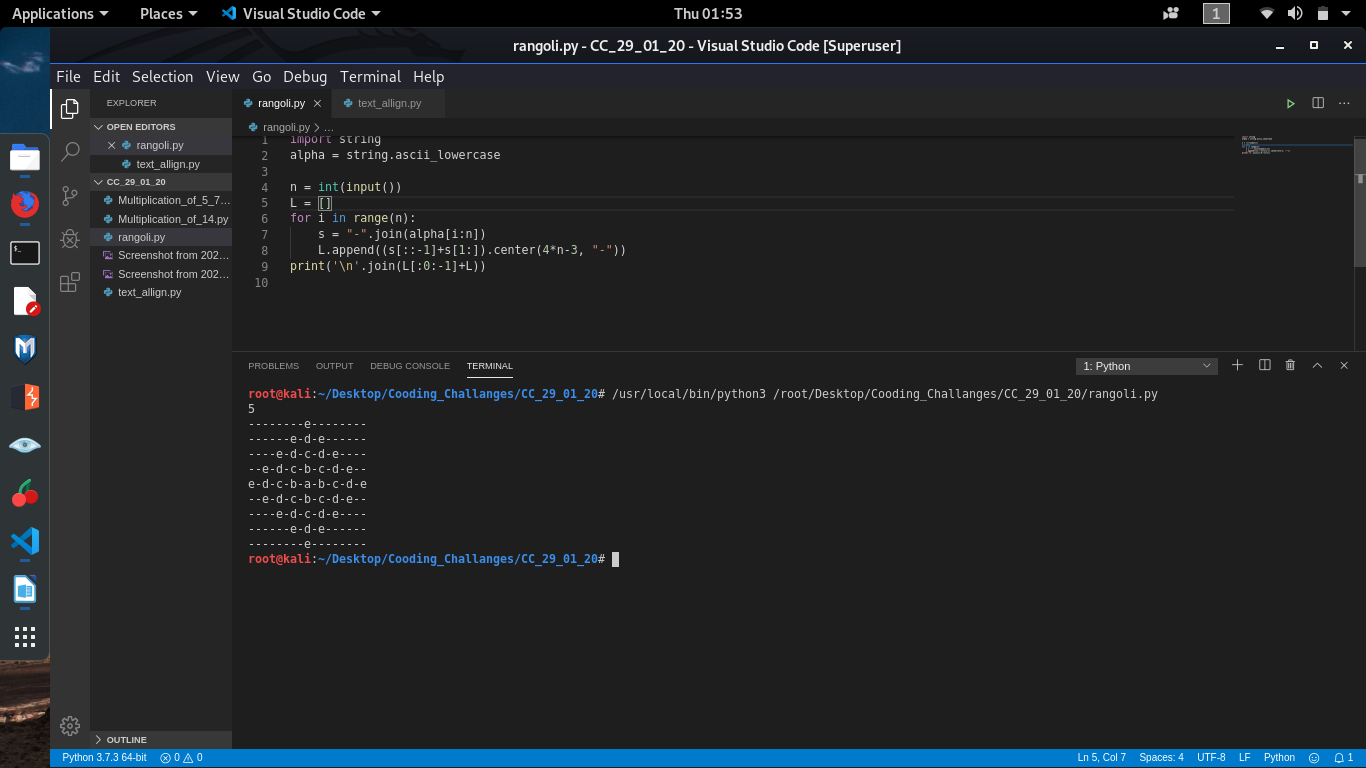 Applications Places Visual Studio Code Thu 01:53 1
rangoli.py - CC_29_01_20 - Visual Studio Code [Superuser]
File Edit Selection View Go Debug Terminal Help
EXPLORER
OPEN EDITORS
rangoli.py
text_allign.py
CC_29_01_20
Multiplication_of_5_7...
Multiplication_of_14.py
rangoli.py
Screenshot from 202...
Screenshot from 202...
text_allign.py
OUTLINE
rangoli.py text_allign.py
rangoli.py > ...
1 import string
2 alpha = string.ascii_lowercase
3
4 n = int(input())
5 L = []
6 for i in range(n):
7     s = "-".join(alpha[i:n])
8     L.append((s[::-1]+s[1:]).center(4*n-3, "-"))
9 print('\n'.join(L[:0:-1]+L))
10
PROBLEMS OUTPUT DEBUG CONSOLE TERMINAL 1: Python
root@kali:~/Desktop/Cooding_Challanges/CC_29_01_20# /usr/local/bin/python3 /root/Desktop/Cooding_Challanges/CC_29_01_20/rangoli.py
5
--------e--------
------e-d-e------
----e-d-c-d-e----
--e-d-c-b-c-d-e--
e-d-c-b-a-b-c-d-e
--e-d-c-b-c-d-e--
----e-d-c-d-e----
------e-d-e------
--------e--------
root@kali:~/Desktop/Cooding_Challanges/CC_29_01_20#
Python 3.7.3 64-bit 0 0 Ln 5, Col 7 Spaces: 4 UTF-8 LF Python 1